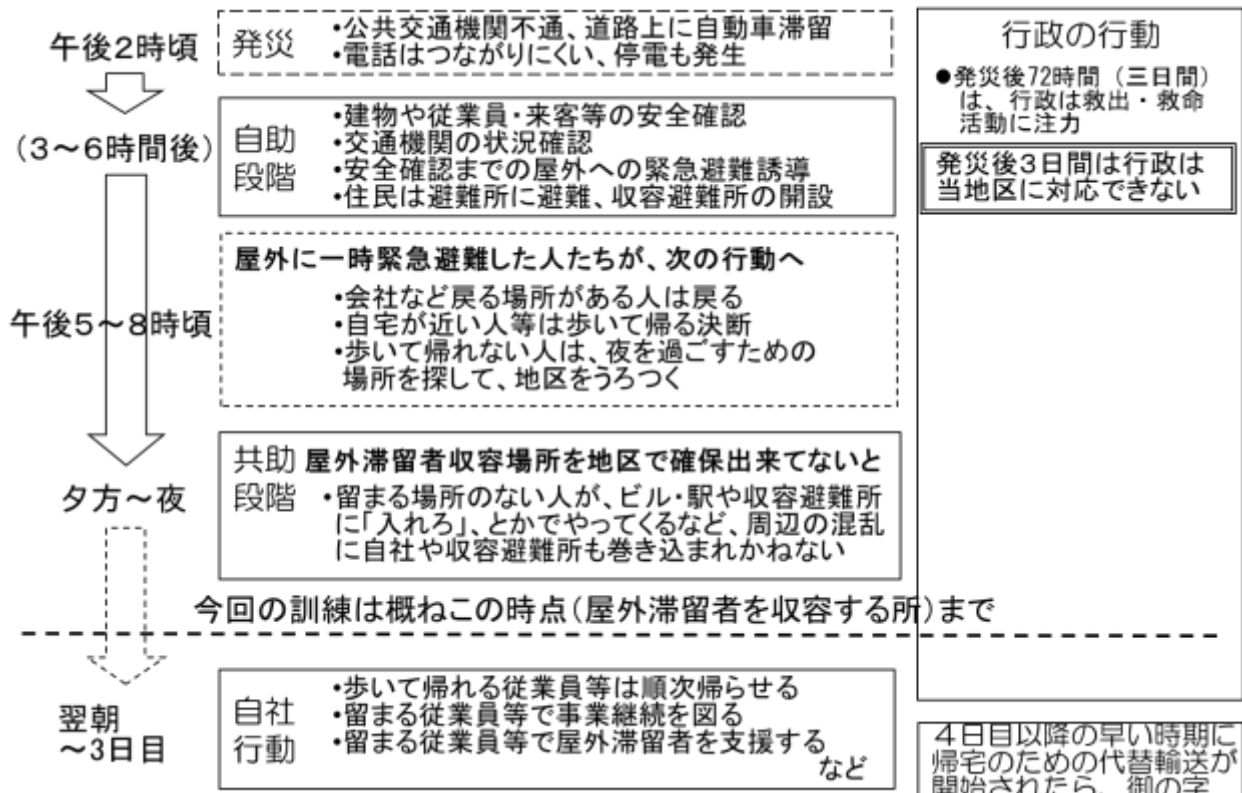 午後2時頃
発災
・公共交通機関不通、道路上に自動車滞留
・電話はつながりにくい、停電も発生
(3～6時間後)
自助
段階
・建物や従業員・来客等の安全確認
・交通機関の状況確認
・安全確認までの屋外への緊急避難誘導
・住民は避難所に避難、収容避難所の開設
午後5～8時頃
屋外に一時緊急避難した人たちが、次の行動へ
・会社など戻る場所がある人は戻る
・自宅が近い人等は歩いて帰る決断
・歩いて帰れない人は、夜を過ごすための
場所を探して、地区をうろつく
夕方～夜
共助
段階
屋外滞留者収容場所を地区で確保出来てないと
・留まる場所のない人が、ビル・駅や収容避難所
に「入れろ」、とかでやってくるなど、周辺の混乱
に自社や収容避難所も巻き込まれかねない
今回の訓練は概ねこの時点(屋外滞留者を収容する所)まで
翌朝
～3日目
自社
行動
・歩いて帰れる従業員等は順次帰らせる
・留まる従業員等で事業継続を図る
・留まる従業員等で屋外滞留者を支援する
など
行政の行動
●発災後72時間（三日間）
は、行政は救出・救命
活動に注力
発災後3日間は行政は
当地区に対応できない
4日目以降の早い時期に
帰宅のための代替輸送が
開始されたら、御の字